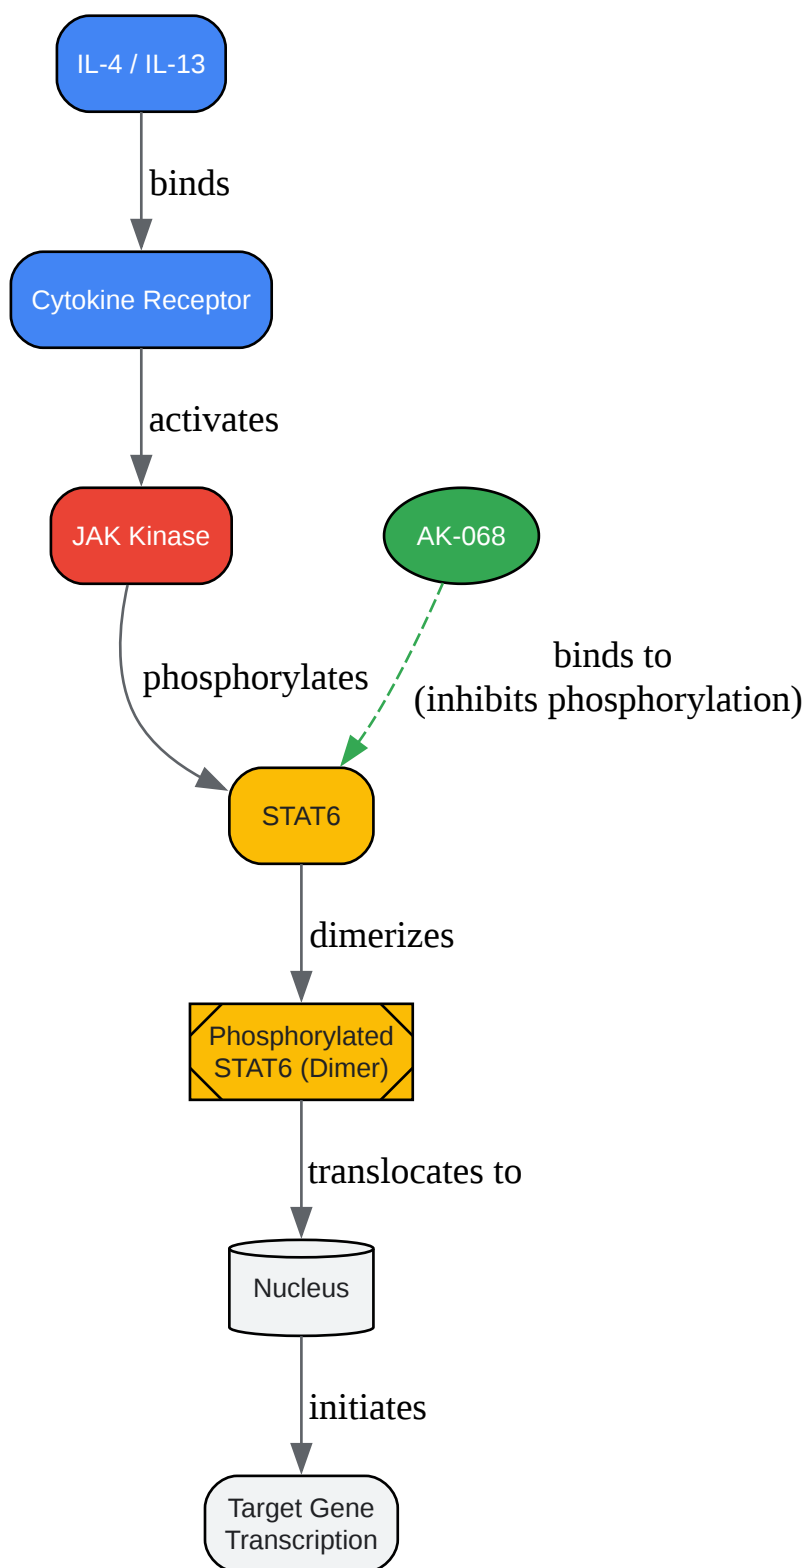 IL-4 / IL-13
binds
Cytokine Receptor
activates
JAK Kinase
AK-068
phosphorylates
binds to
(inhibits phosphorylation)
STAT6
dimerizes
Phosphorylated
STAT6 (Dimer)
translocates to
Nucleus
initiates
Target Gene
Transcription